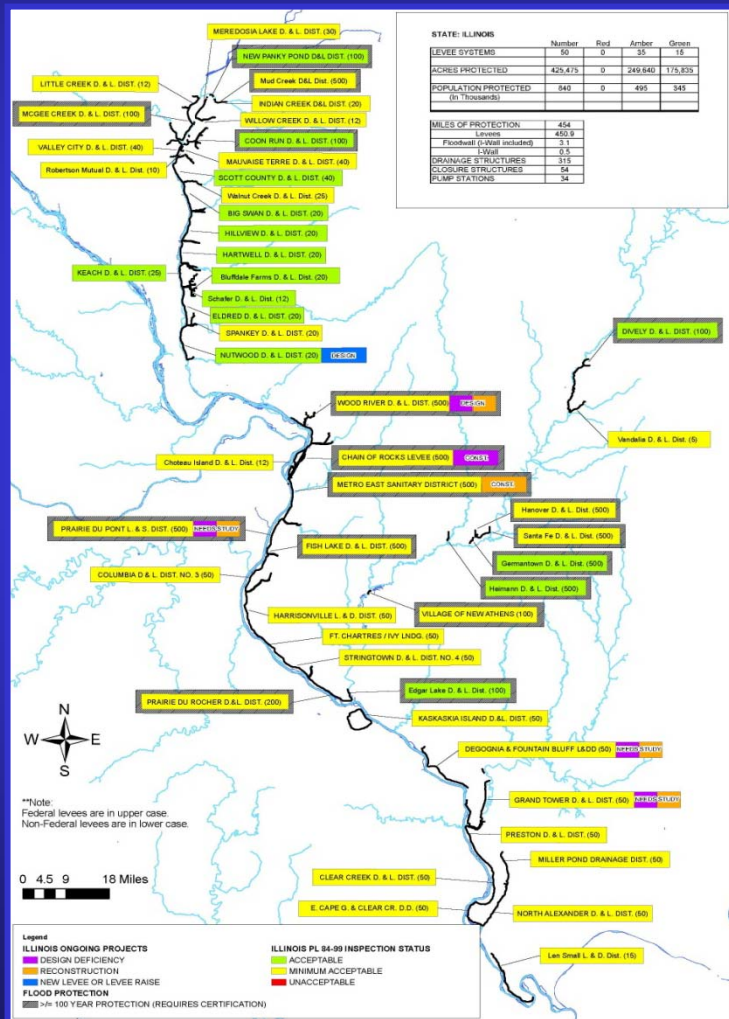 MEREDOSIA LAKE D. & L. DIST. (30)
NEW PANKY POND D&L DIST. (100)
LITTLE CREEK D. & L. DIST. (12)
Mud Creek D&L Dist. (500)
INDIAN CREEK D&L DIST. (20)
MCGEE CREEK D. & L. DIST. (100)
WILLOW CREEK D. & L. DIST. (12)
COON RUN D. & L. DIST. (100)
VALLEY CITY D. & L. DIST. (40)
MAUVAISE TERRE D. & L. DIST. (40)
Robertson Mutual D. & L. Dist. (10)
SCOTT COUNTY D. & L. DIST. (40)
Walnut Creek D. & L. Dist. (25)
BIG SWAN D. & L. DIST. (20)
HILLVIEW D. & L. DIST. (20)
HARTWELL D. & L. DIST. (20)
KEACH D. & L. DIST. (25)
Bluffdale Farms D. & L. Dist. (20)
Schafer D. & L. Dist. (12)
ELDRED D. & L. DIST. (20)
SPANKEY D. & L. DIST. (20)
NUTWOOD D. & L. DIST. (20) DESIGN
STATE: ILLINOIS
Number Red Amber Green
LEVEE SYSTEMS 50 0 35 15
ACRES PROTECTED 425,475 0 249,640 175,835
POPULATION PROTECTED 840 0 495 345
(In Thousands)
MILES OF PROTECTION 454
Levees 450.9
Floodwall (I-Wall included) 3.1
I-Wall 0.5
DRAINAGE STRUCTURES 315
CLOSURE STRUCTURES 54
PUMP STATIONS 34
DIVELY D. & L. DIST. (100)
Vandalia D. & L. Dist. (5)
WOOD RIVER D. & L. DIST. (500) DESIGN
Choteau Island D. & L. Dist. (12)
CHAIN OF ROCKS LEVEE (500) CONST.
METRO EAST SANITARY DISTRICT (500) CONST.
Hanover D. & L. Dist. (500)
PRAIRIE DU PONT L. & S. DIST. (500) NEEDS STUDY
Santa Fe D. & L. Dist. (500)
FISH LAKE D. & L. DIST. (500)
Germantown D. & L. Dist. (500)
COLUMBIA D & L. DIST. NO. 3 (50)
Heimann D. & L. Dist. (500)
HARRISONVILLE L. & D. DIST. (50)
VILLAGE OF NEW ATHENS (100)
FT. CHARTRES / IVY LNDG. (50)
STRINGTOWN D. & L. DIST. NO. 4 (50)
PRAIRIE DU ROCHER D.&L. DIST. (200)
Edgar Lake D. & L. Dist. (100)
KASKASKIA ISLAND D.&L. DIST. (50)
DEGOGNIA & FOUNTAIN BLUFF L&DD (50) NEEDS STUDY
GRAND TOWER D. & L. DIST. (50) NEEDS STUDY
PRESTON D. & L. DIST. (50)
MILLER POND DRAINAGE DIST. (50)
CLEAR CREEK D. & L. DIST. (50)
E. CAPE G. & CLEAR CR. D.D. (50)
NORTH ALEXANDER D. & L. DIST. (50)
Len Small L. & D. Dist. (15)
N
W E
S
**Note:
Federal levees are in upper case.
Non-Federal levees are in lower case.
0 4.5 9 18 Miles
Legend
ILLINOIS ONGOING PROJECTS
DESIGN DEFICIENCY
RECONSTRUCTION
NEW LEVEE OR LEVEE RAISE
FLOOD PROTECTION
>/= 100 YEAR PROTECTION (REQUIRES CERTIFICATION)
ILLINOIS PL 84-99 INSPECTION STATUS
ACCEPTABLE
MINIMUM ACCEPTABLE
UNACCEPTABLE